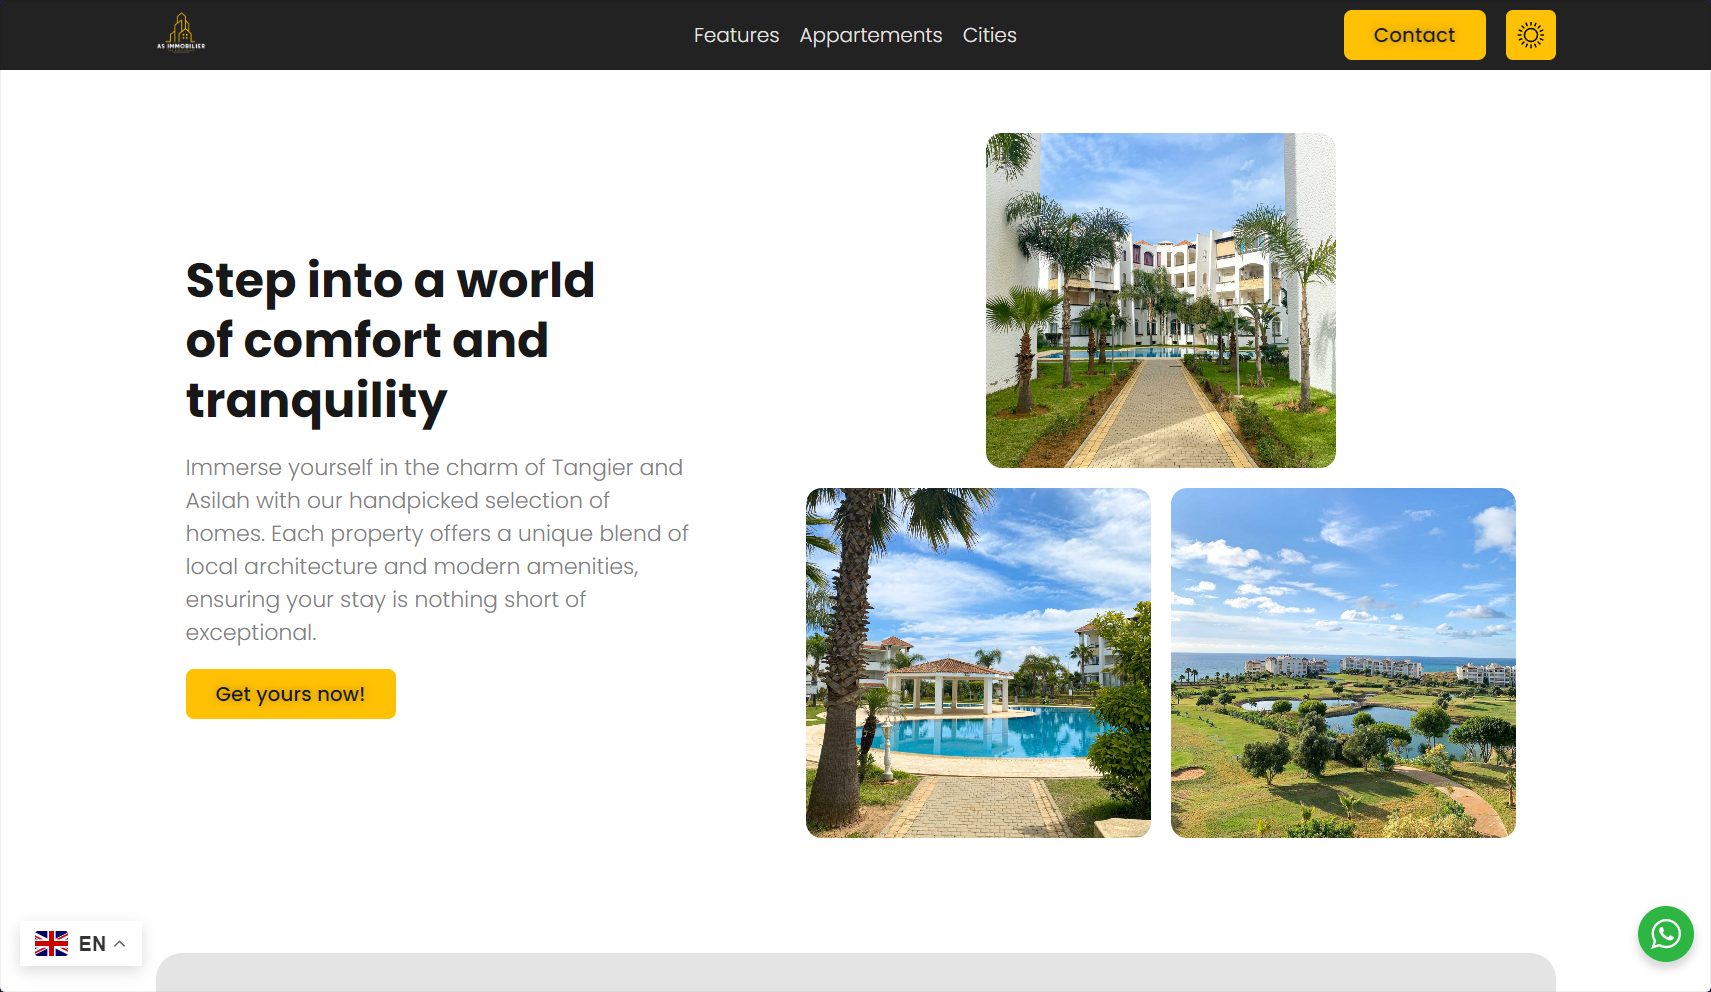 AS IMMOBILIER
Features
Appartements
Cities
Contact
Step into a world
of comfort and
tranquility
Immerse yourself in the charm of Tangier and
Asilah with our handpicked selection of
homes. Each property offers a unique blend of
local architecture and modern amenities,
ensuring your stay is nothing short of
exceptional.
Get yours now!
EN